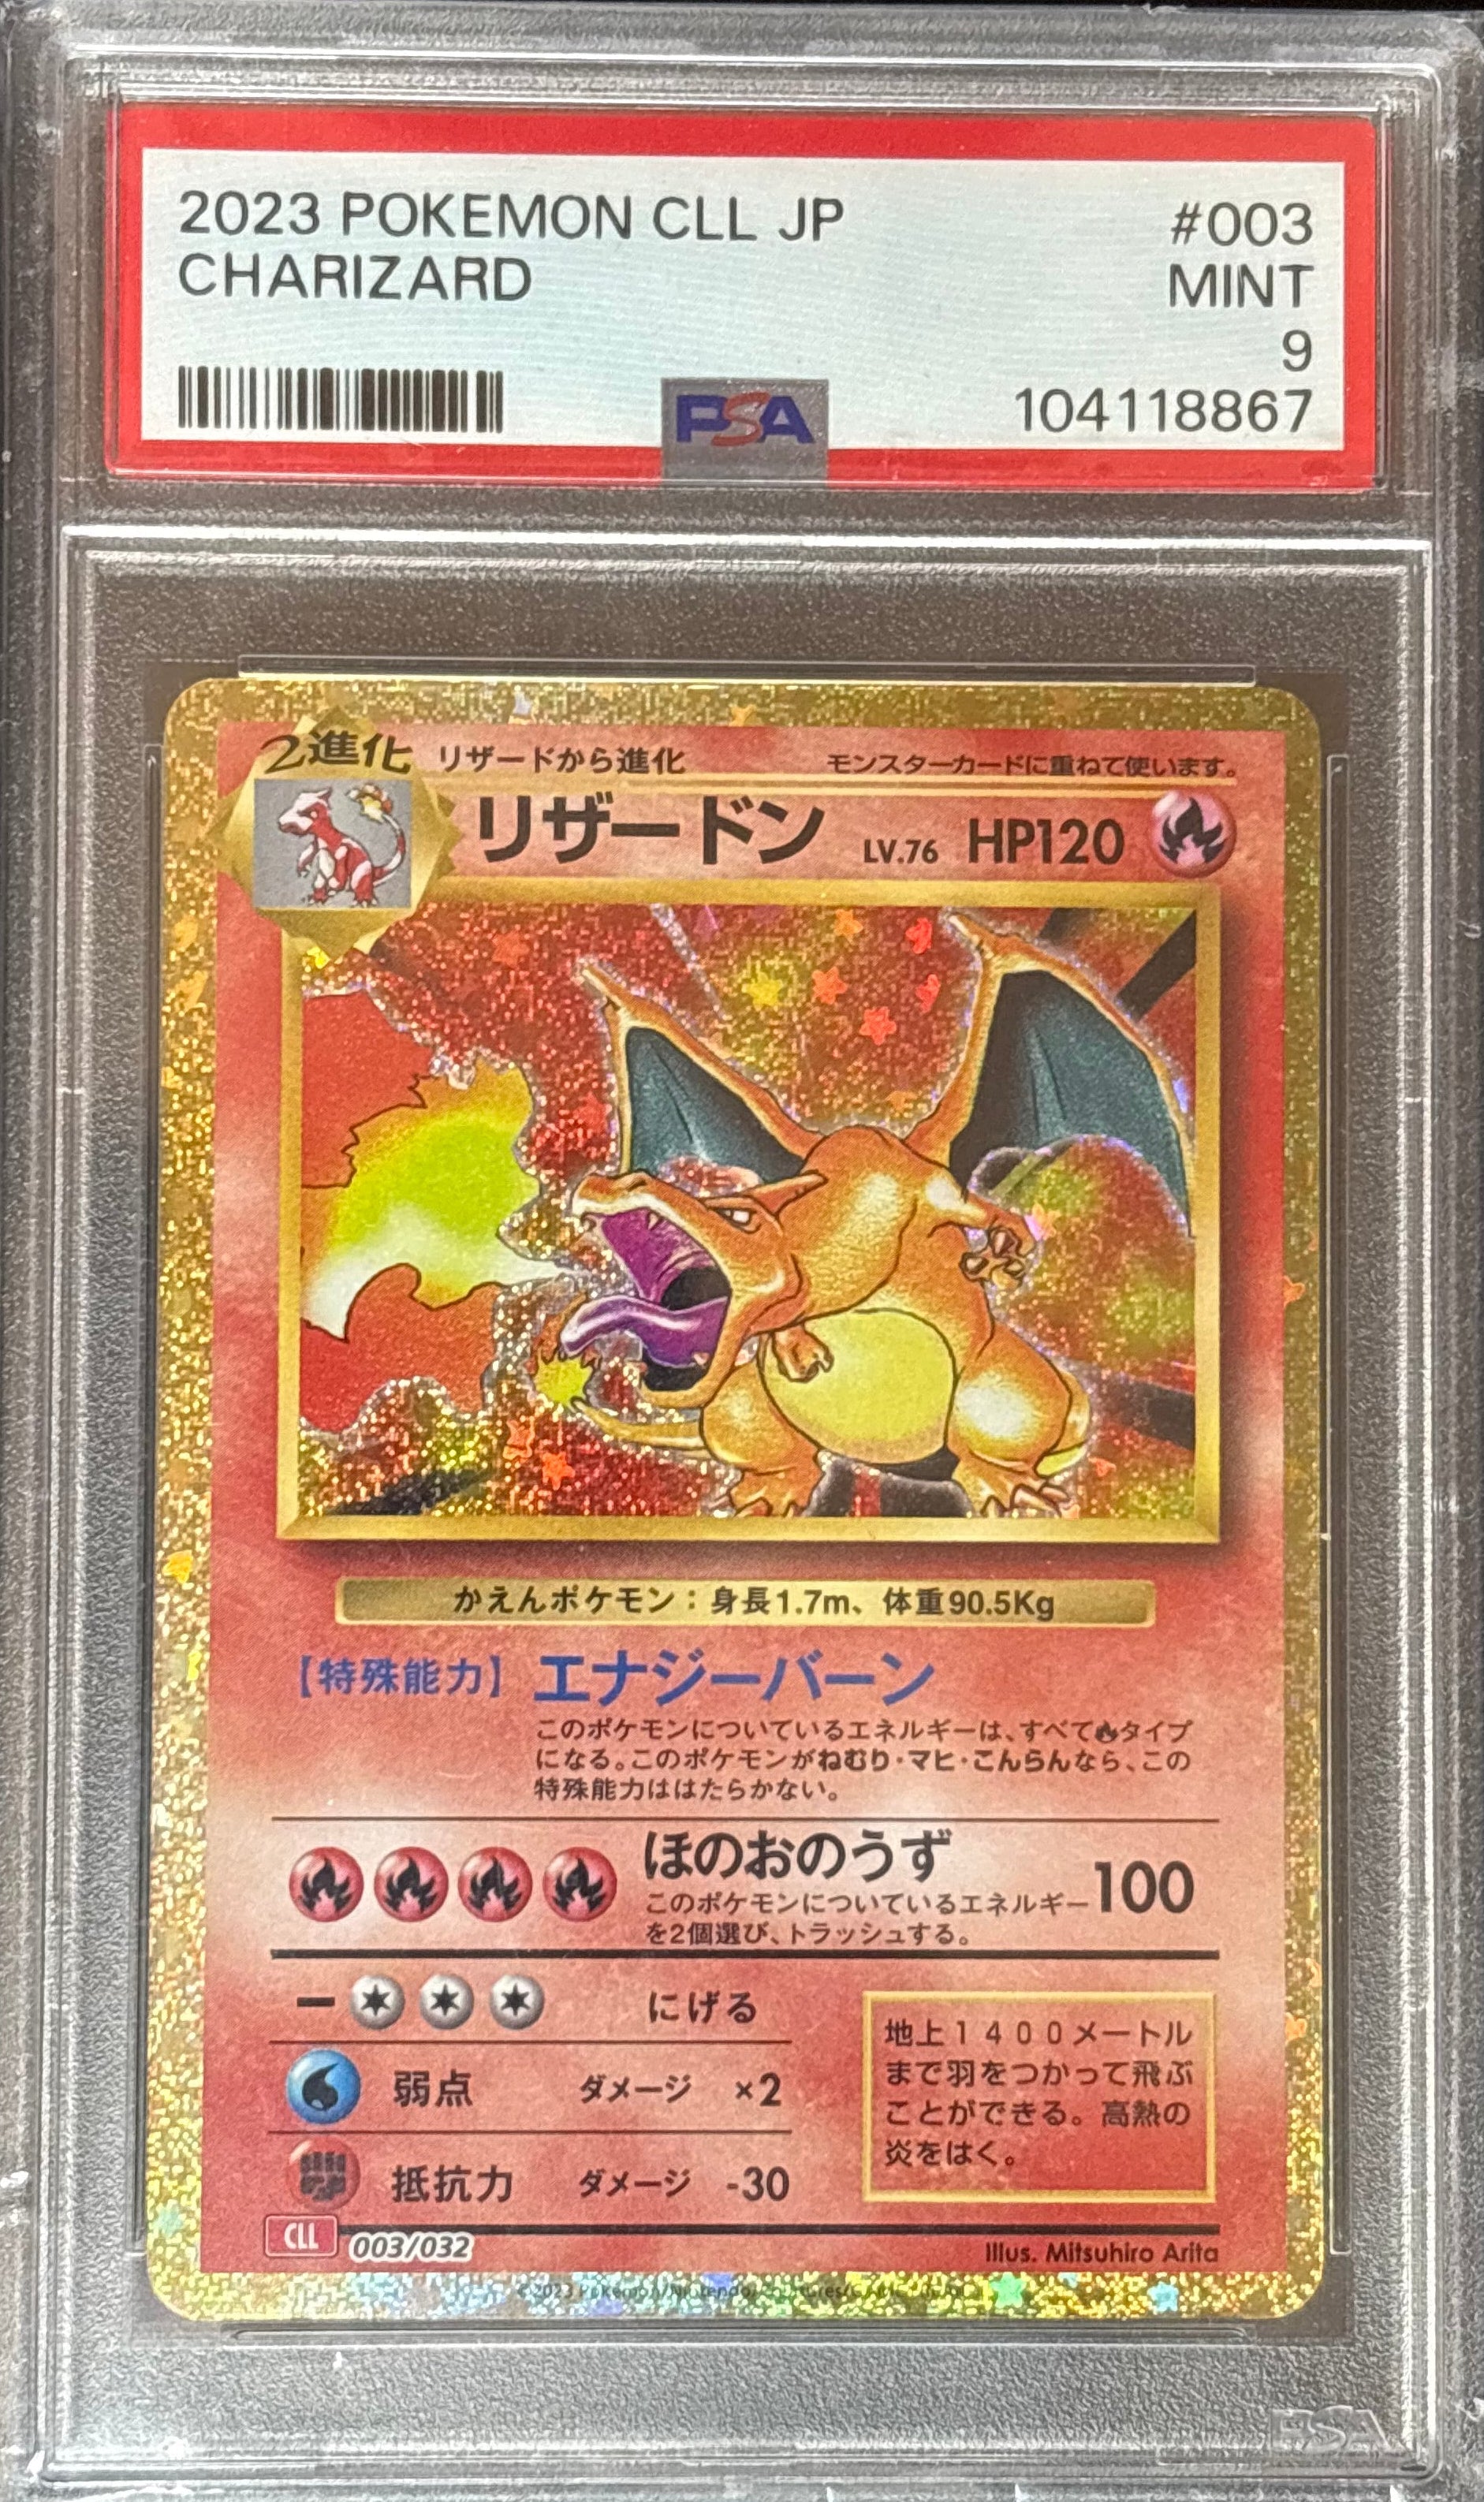 2023 POKEMON CLL JP #003
CHARIZARD MINT
9
PSA 104118867
2進化 リザードから進化 モンスターカードに重ねて使います。
リザードン LV.76 HP120
かえんポケモン：身長1.7m、体重90.5Kg
【特殊能力】 エナジーバーン
このポケモンについているエネルギーは、すべてタイプ
になる。このポケモンがねむり・マヒ・こんらんなら、この
特殊能力ははたらかない。
ほのおのうず 100
このポケモンについているエネルギー
を2個選び、トラッシュする。
ー にげる
弱点 ダメージ ×2
抵抗力 ダメージ -30
地上1400メートル
まで羽をつかって飛ぶ
ことができる。高熱の
炎をはく。
CLL 003/032 Illus. Mitsuhiro Arita
©2023 Pokémon/Nintendo/Creatures/
PSA